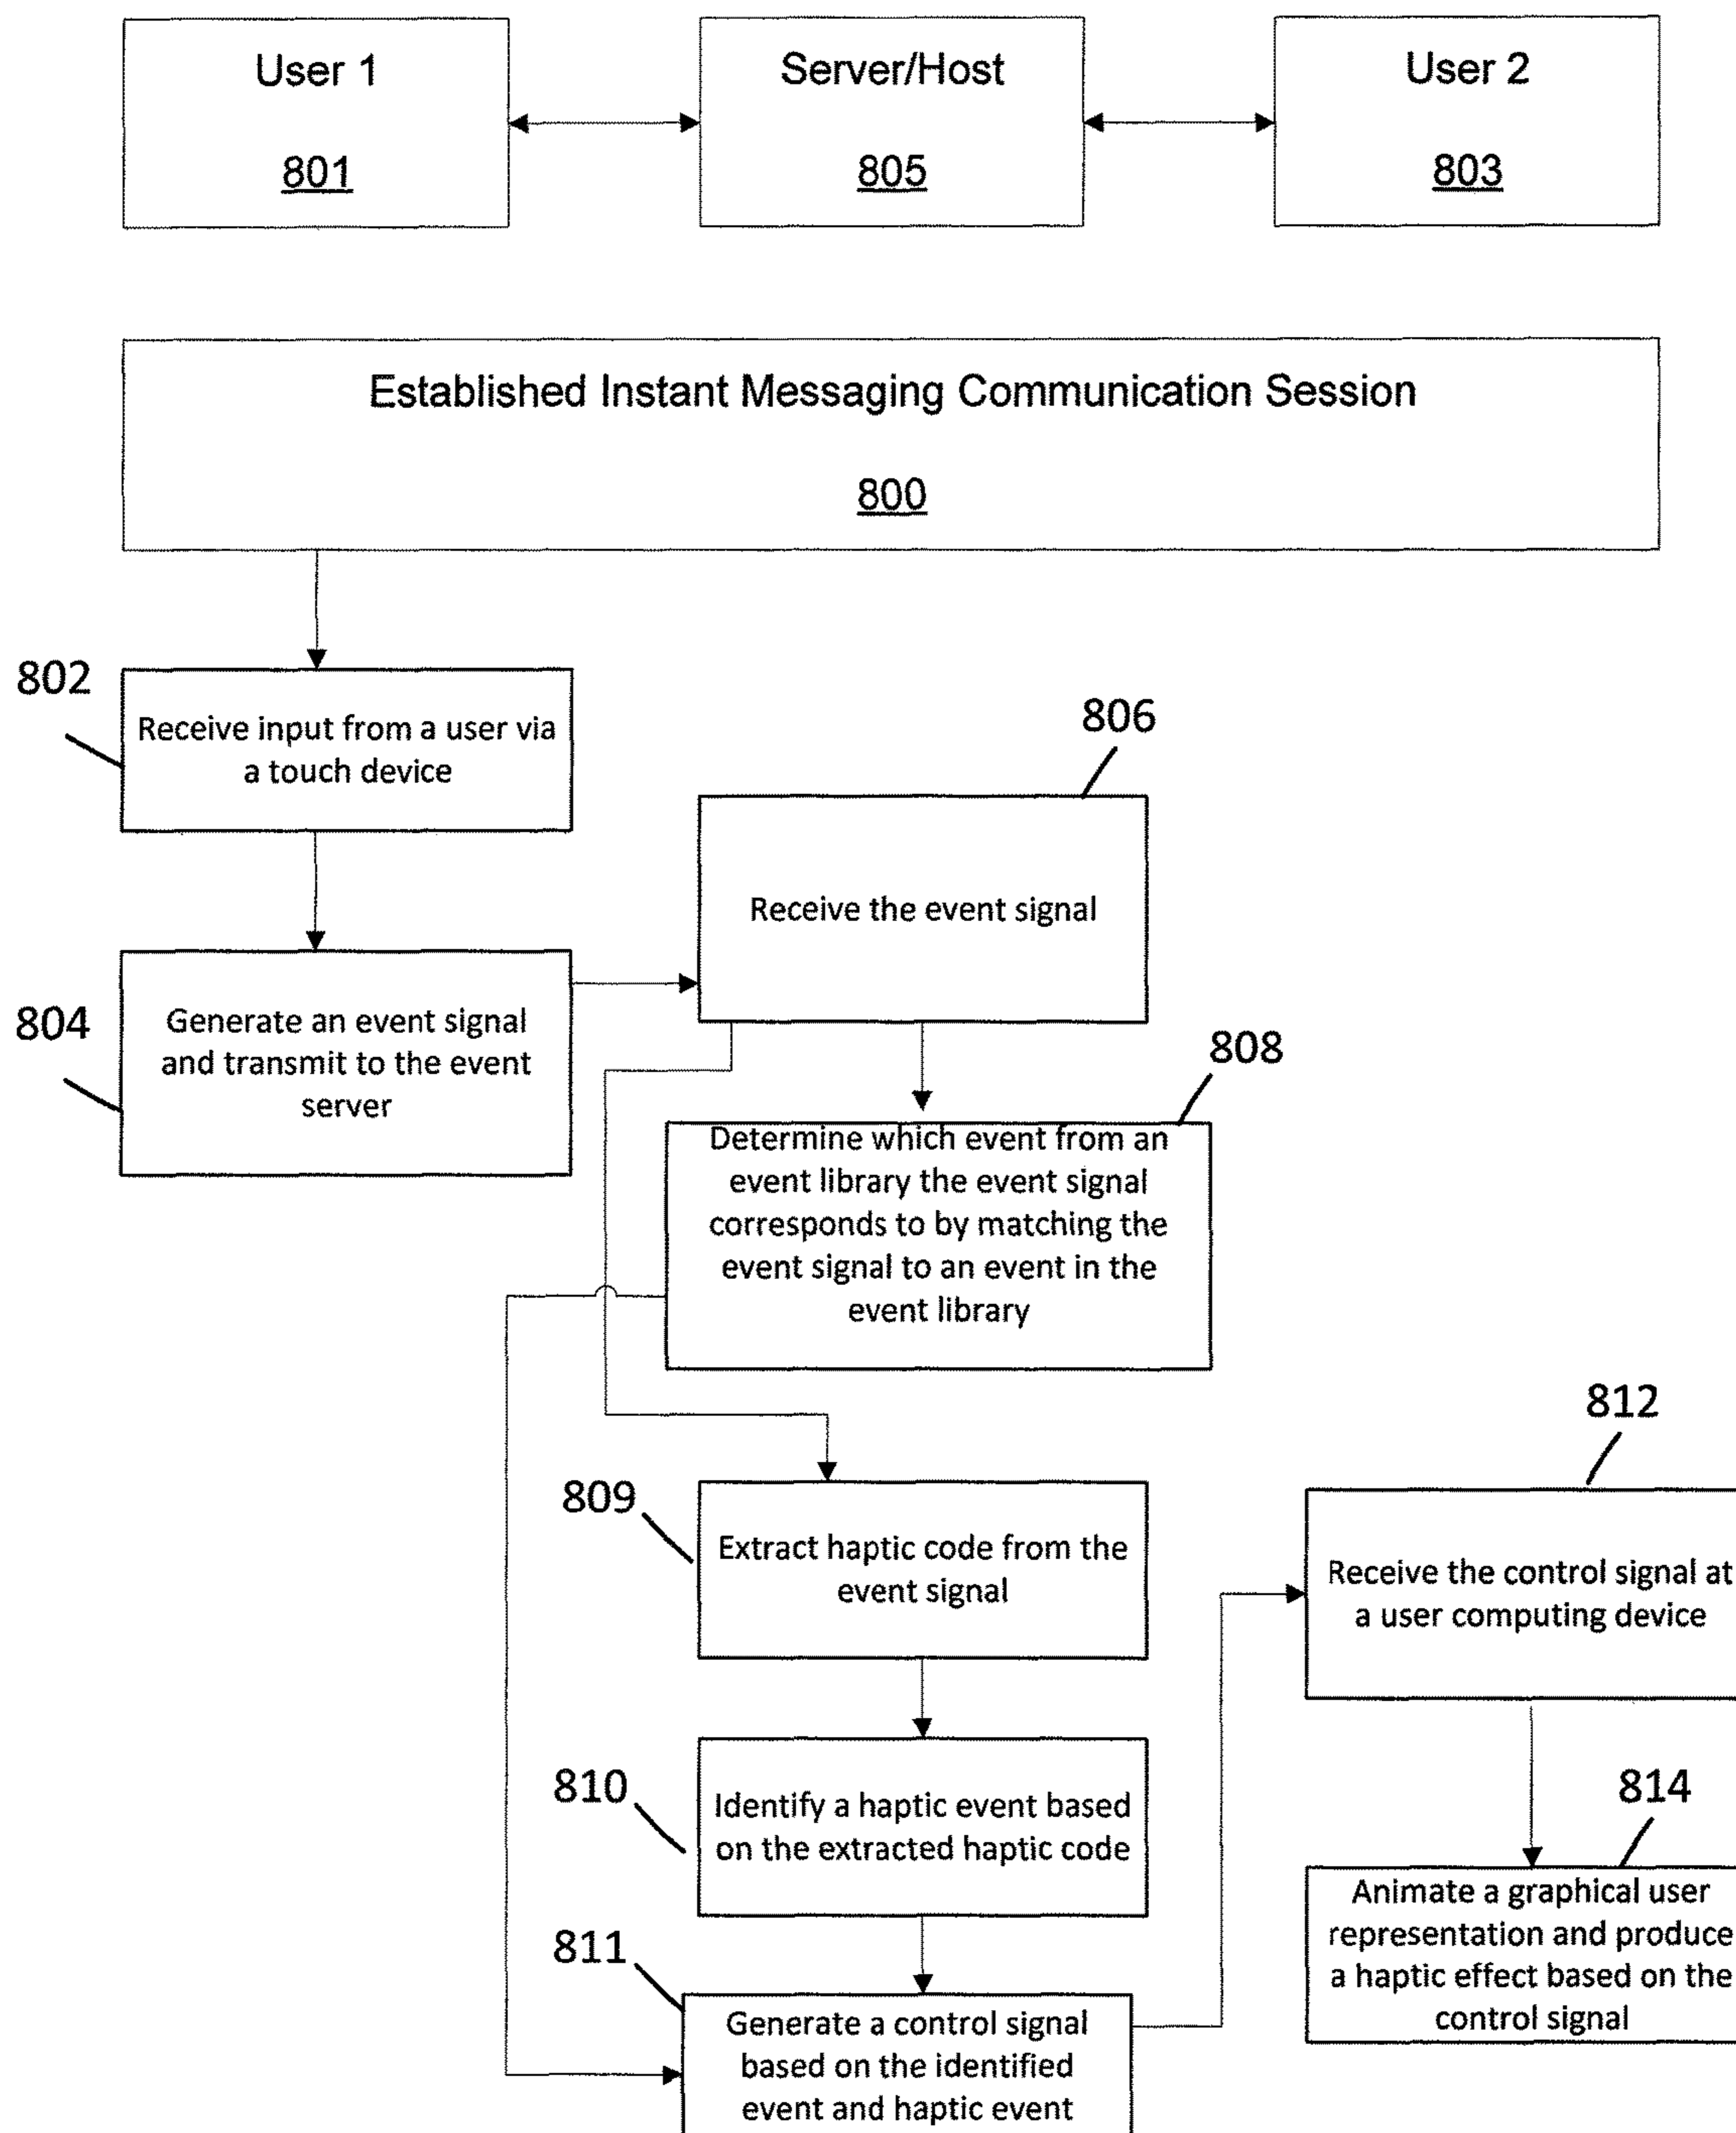 User 1
801
Server/Host
805
User 2
803
Established Instant Messaging Communication Session
800
802
Receive input from a user via
a touch device
804
Generate an event signal
and transmit to the event
server
806
Receive the event signal
808
Determine which event from an
event library the event signal
corresponds to by matching the
event signal to an event in the
event library
809
Extract haptic code from the
event signal
810
Identify a haptic event based
on the extracted haptic code
811
Generate a control signal
based on the identified
event and haptic event
812
Receive the control signal at
a user computing device
814
Animate a graphical user
representation and produce
a haptic effect based on the
control signal